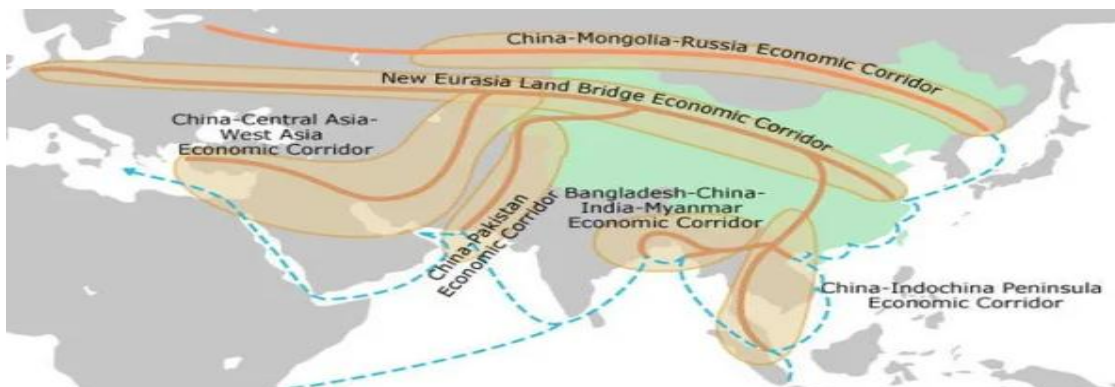 China-Mongolia-Russia Economic Corridor
New Eurasia Land Bridge Economic Corridor
China-Central Asia-
West Asia
Economic Corridor
China-Pakistan
Economic Corridor
Bangladesh-China-
India-Myanmar
Economic Corridor
China-Indochina Peninsula
Economic Corridor